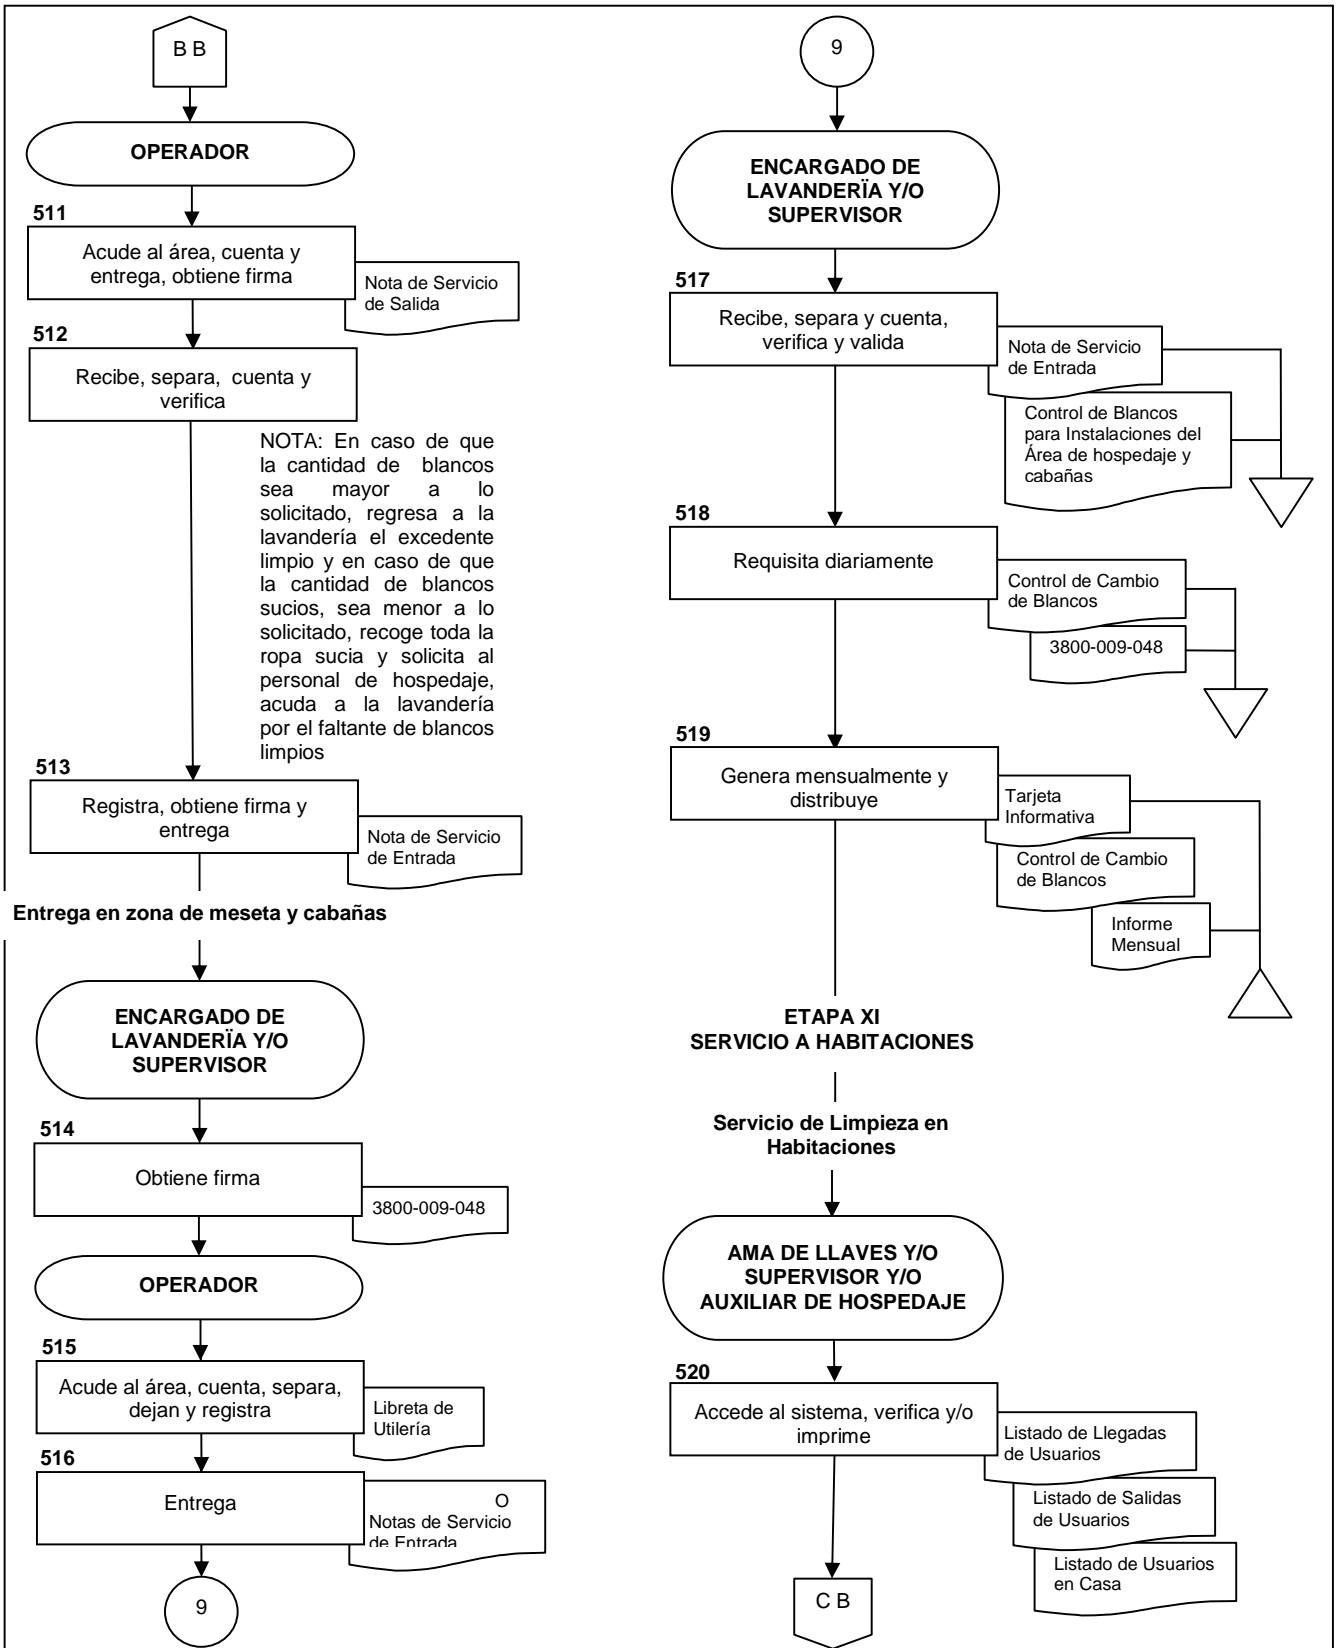 B B
OPERADOR
511
Acude al área, cuenta y
entrega, obtiene firma
Nota de Servicio
de Salida
512
Recibe, separa, cuenta y
verifica
NOTA: En caso de que
la cantidad de blancos
sea mayor a lo
solicitado, regresa a la
lavandería el excedente
limpio y en caso de que
la cantidad de blancos
sucios, sea menor a lo
solicitado, recoge toda la
ropa sucia y solicita al
personal de hospedaje,
acuda a la lavandería
por el faltante de blancos
limpios
513
Registra, obtiene firma y
entrega
Nota de Servicio
de Entrada
Entrega en zona de meseta y cabañas
ENCARGADO DE
LAVANDERÏA Y/O
SUPERVISOR
514
Obtiene firma
3800-009-048
OPERADOR
515
Acude al área, cuenta, separa,
dejan y registra
Libreta de
Utilería
516
Entrega
O
Notas de Servicio
de Entrada
9
9
ENCARGADO DE
LAVANDERÏA Y/O
SUPERVISOR
517
Recibe, separa y cuenta,
verifica y valida
Nota de Servicio
de Entrada
Control de Blancos
para Instalaciones del
Área de hospedaje y
cabañas
518
Requisita diariamente
Control de Cambio
de Blancos
3800-009-048
519
Genera mensualmente y
distribuye
Tarjeta
Informativa
Control de Cambio
de Blancos
Informe
Mensual
ETAPA XI
SERVICIO A HABITACIONES
Servicio de Limpieza en
Habitaciones
AMA DE LLAVES Y/O
SUPERVISOR Y/O
AUXILIAR DE HOSPEDAJE
520
Accede al sistema, verifica y/o
imprime
Listado de Llegadas
de Usuarios
Listado de Salidas
de Usuarios
Listado de Usuarios
en Casa
C B